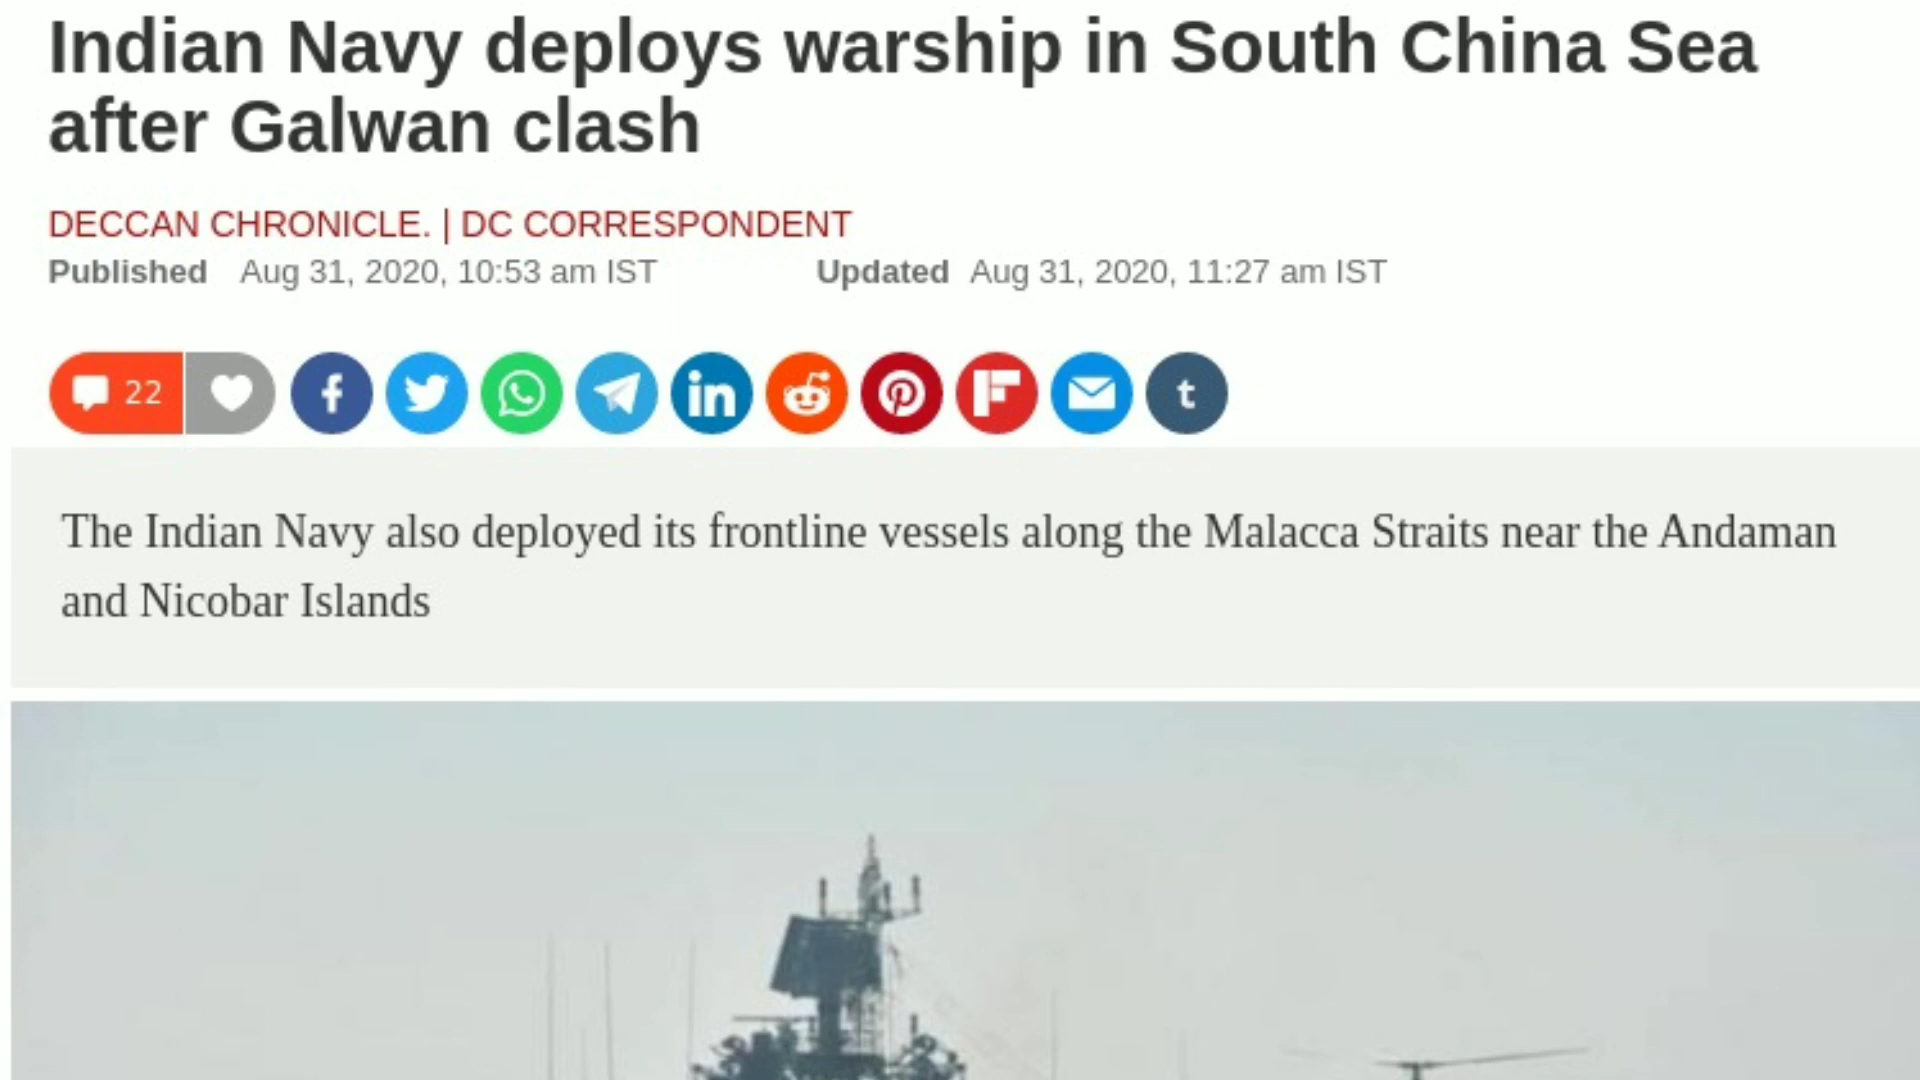 Indian Navy deploys warship in South China Sea
after Galwan clash
DECCAN CHRONICLE. | DC CORRESPONDENT
Published Aug 31, 2020, 10:53 am IST Updated Aug 31, 2020, 11:27 am IST
22
The Indian Navy also deployed its frontline vessels along the Malacca Straits near the Andaman
and Nicobar Islands